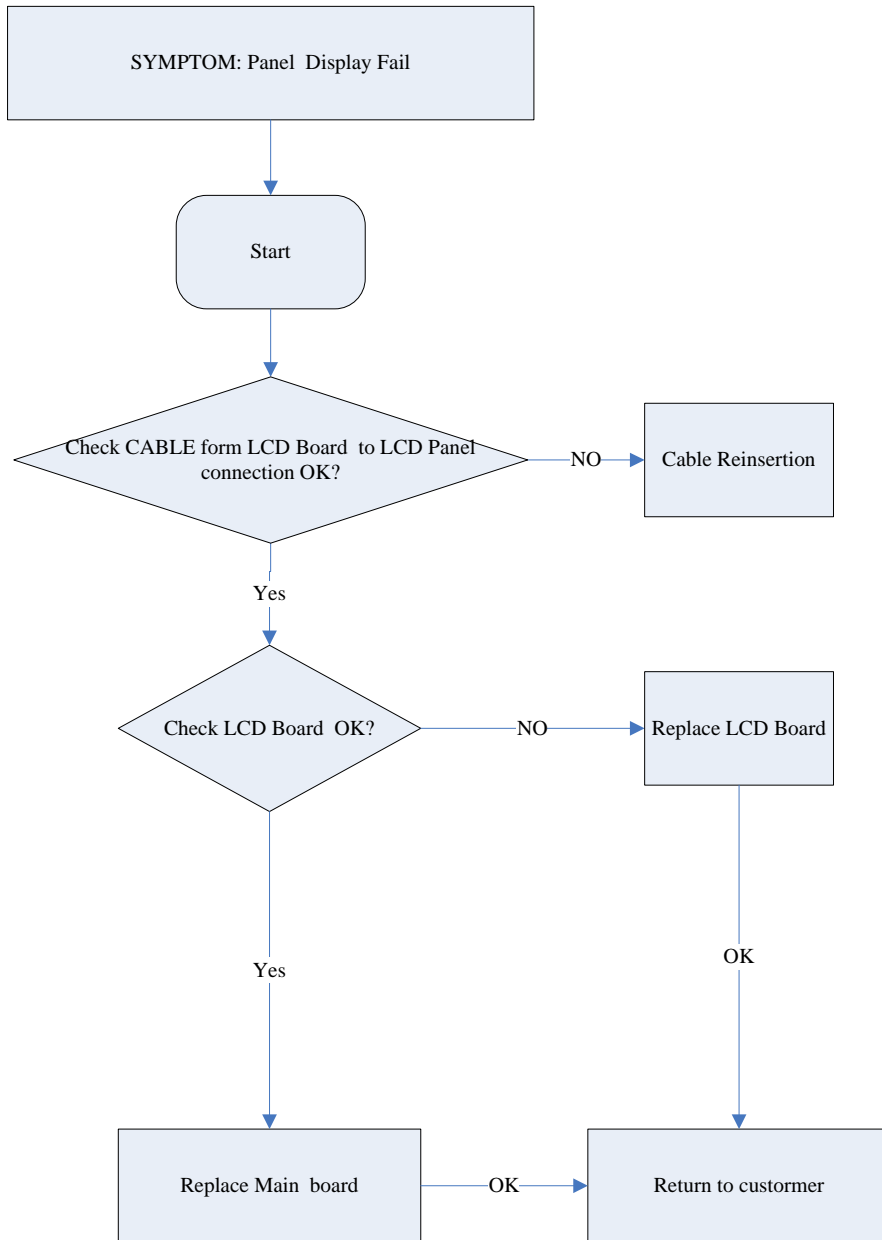 SYMPTOM: Panel Display Fail
Start
Check CABLE form LCD Board to LCD Panel
connection OK?
NO
Cable Reinsertion
Yes
Check LCD Board OK?
NO
Replace LCD Board
Yes
OK
Replace Main board
OK
Return to custormer